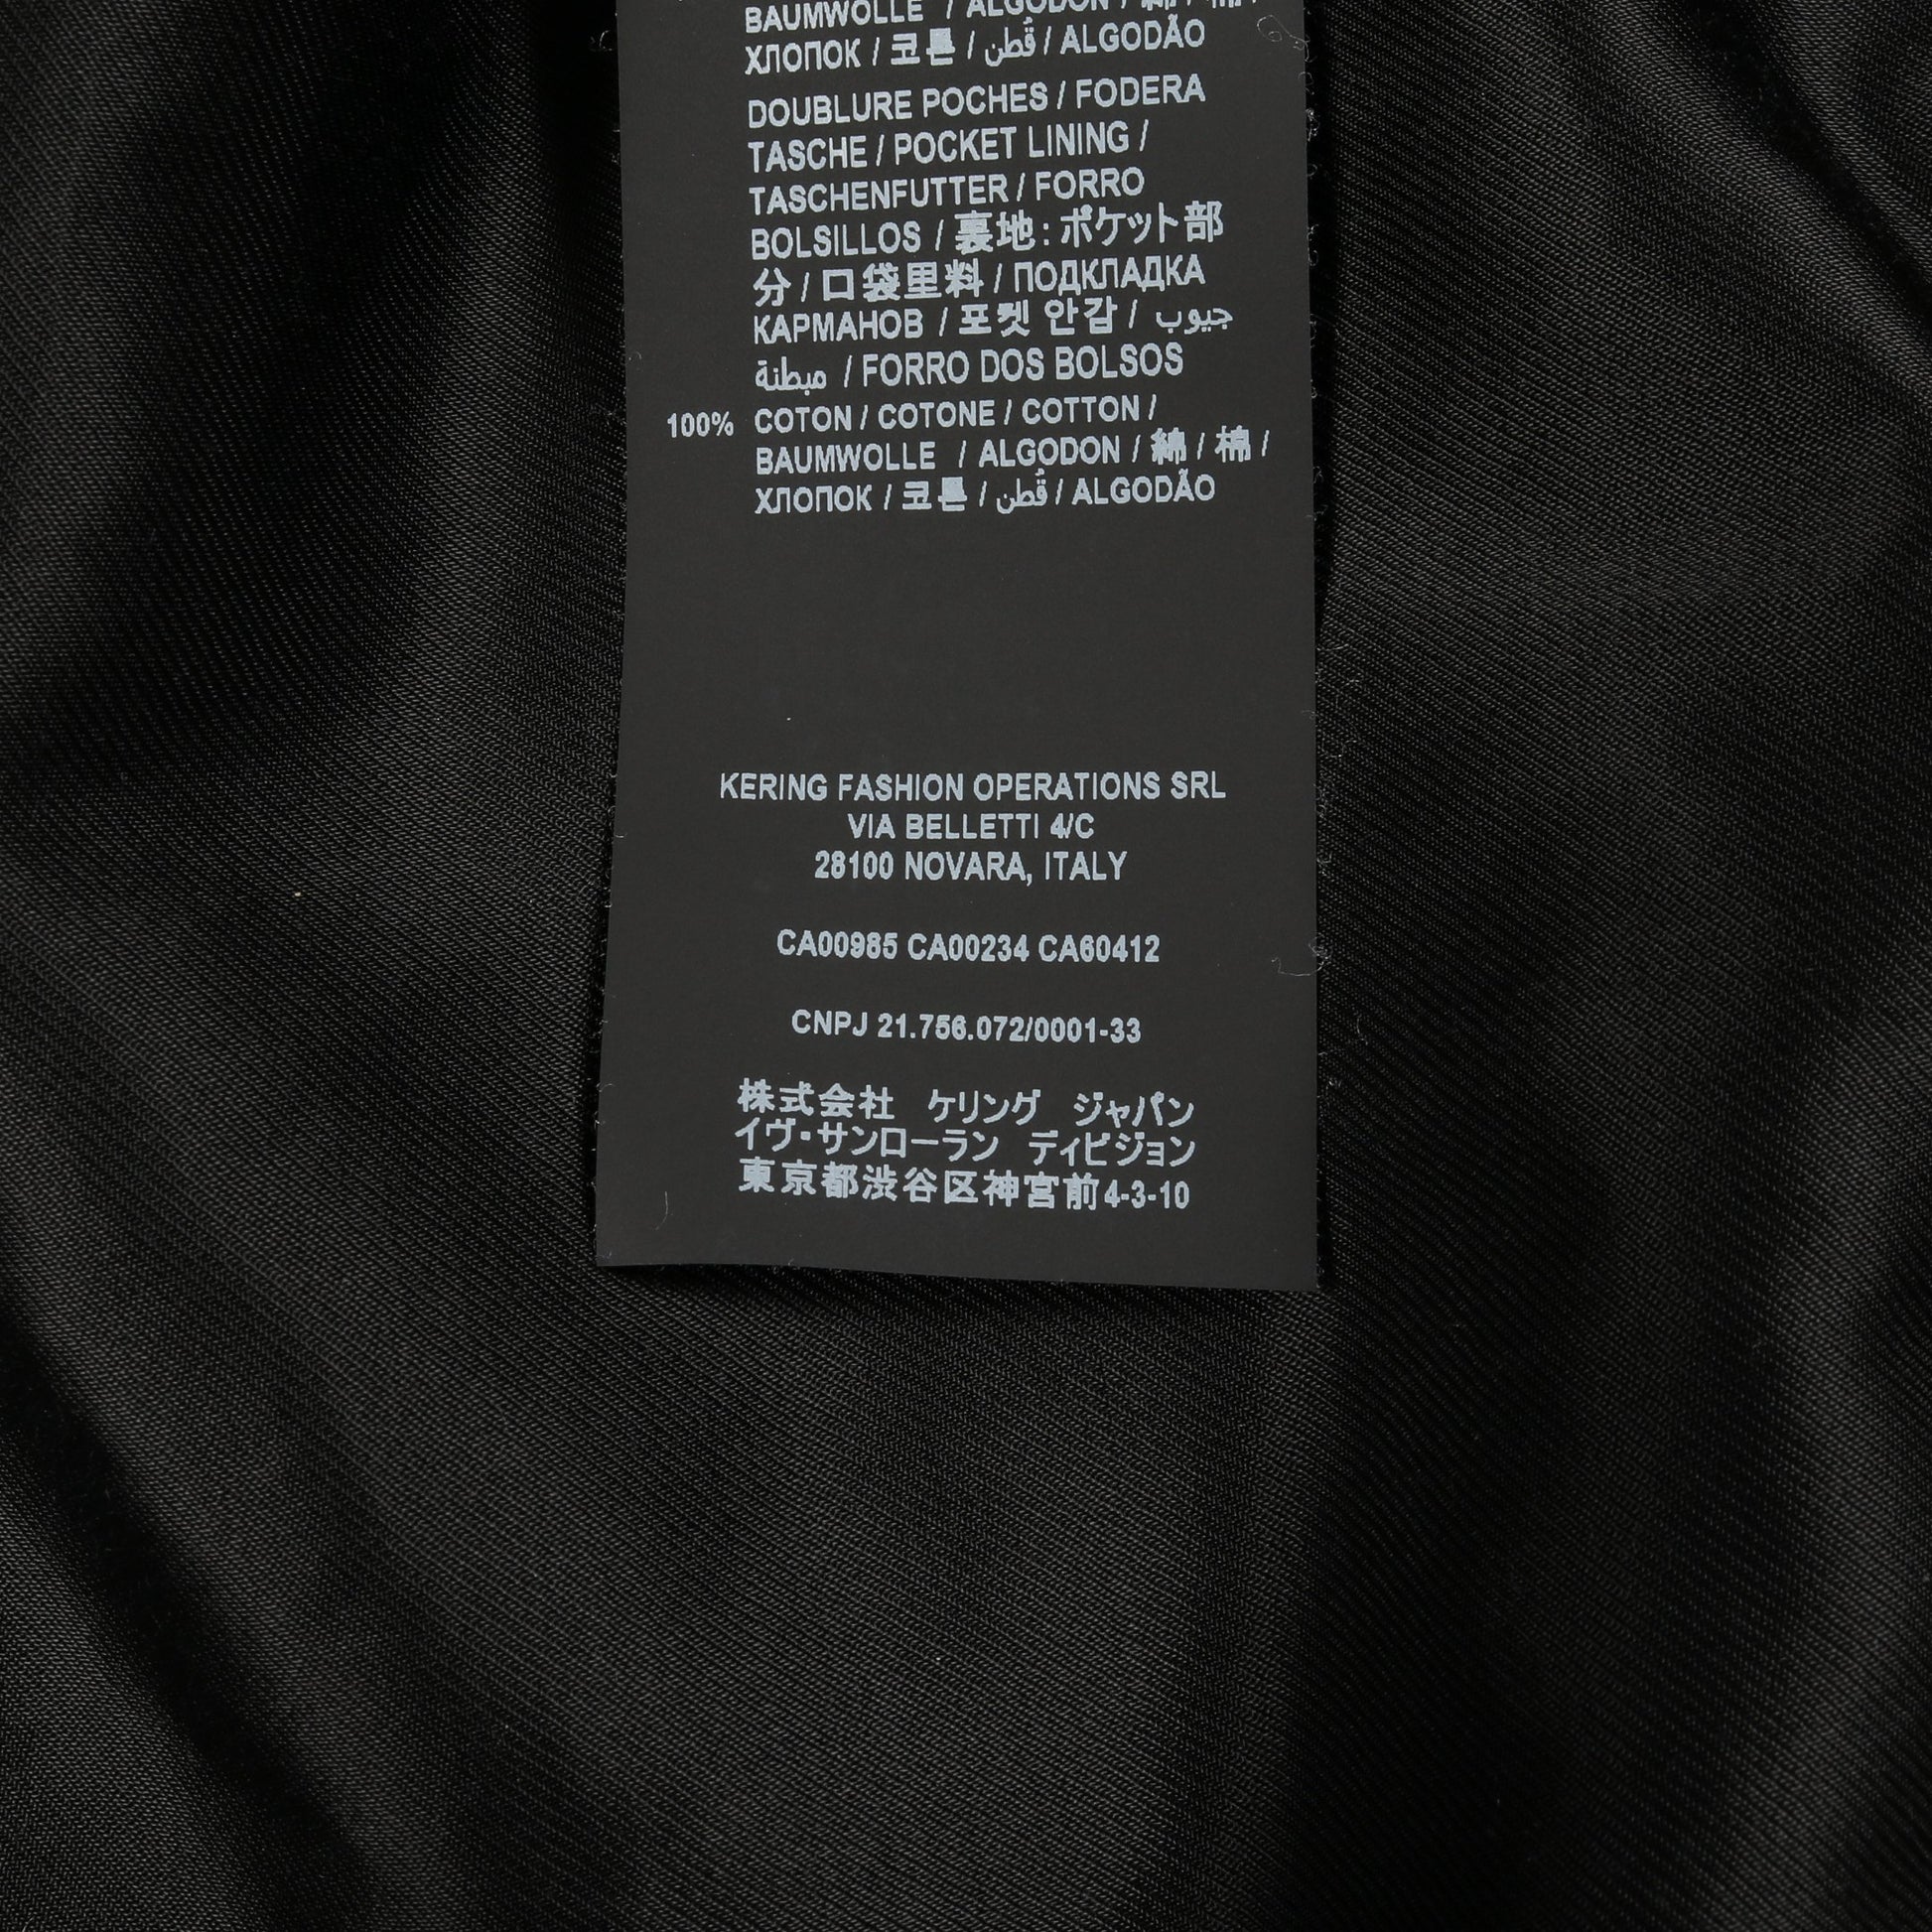 BAUMWOLLE / ALGODON / 綿 / 棉 /
ХЛОПОК / 코튼 / قُطن / ALGODÃO
DOUBLURE POCHES / FODERA
TASCHE / POCKET LINING /
TASCHENFUTTER / FORRO
BOLSILLOS / 裏地:ポケット部
分 / 口袋里料 / ПОДКЛАДКА
КАРМАНОВ / 포켓 안감 / جيوب
مبطنة / FORRO DOS BOLSOS
100% COTON / COTONE / COTTON /
BAUMWOLLE / ALGODON / 綿 / 棉 /
ХЛОПОК / 코튼 / قُطن / ALGODÃO
KERING FASHION OPERATIONS SRL
VIA BELLETTI 4/C
28100 NOVARA, ITALY
CA00985 CA00234 CA60412
CNPJ 21.756.072/0001-33
株式会社 ケリング ジャパン
イヴ・サンローラン ディビジョン
東京都渋谷区神宮前4-3-10